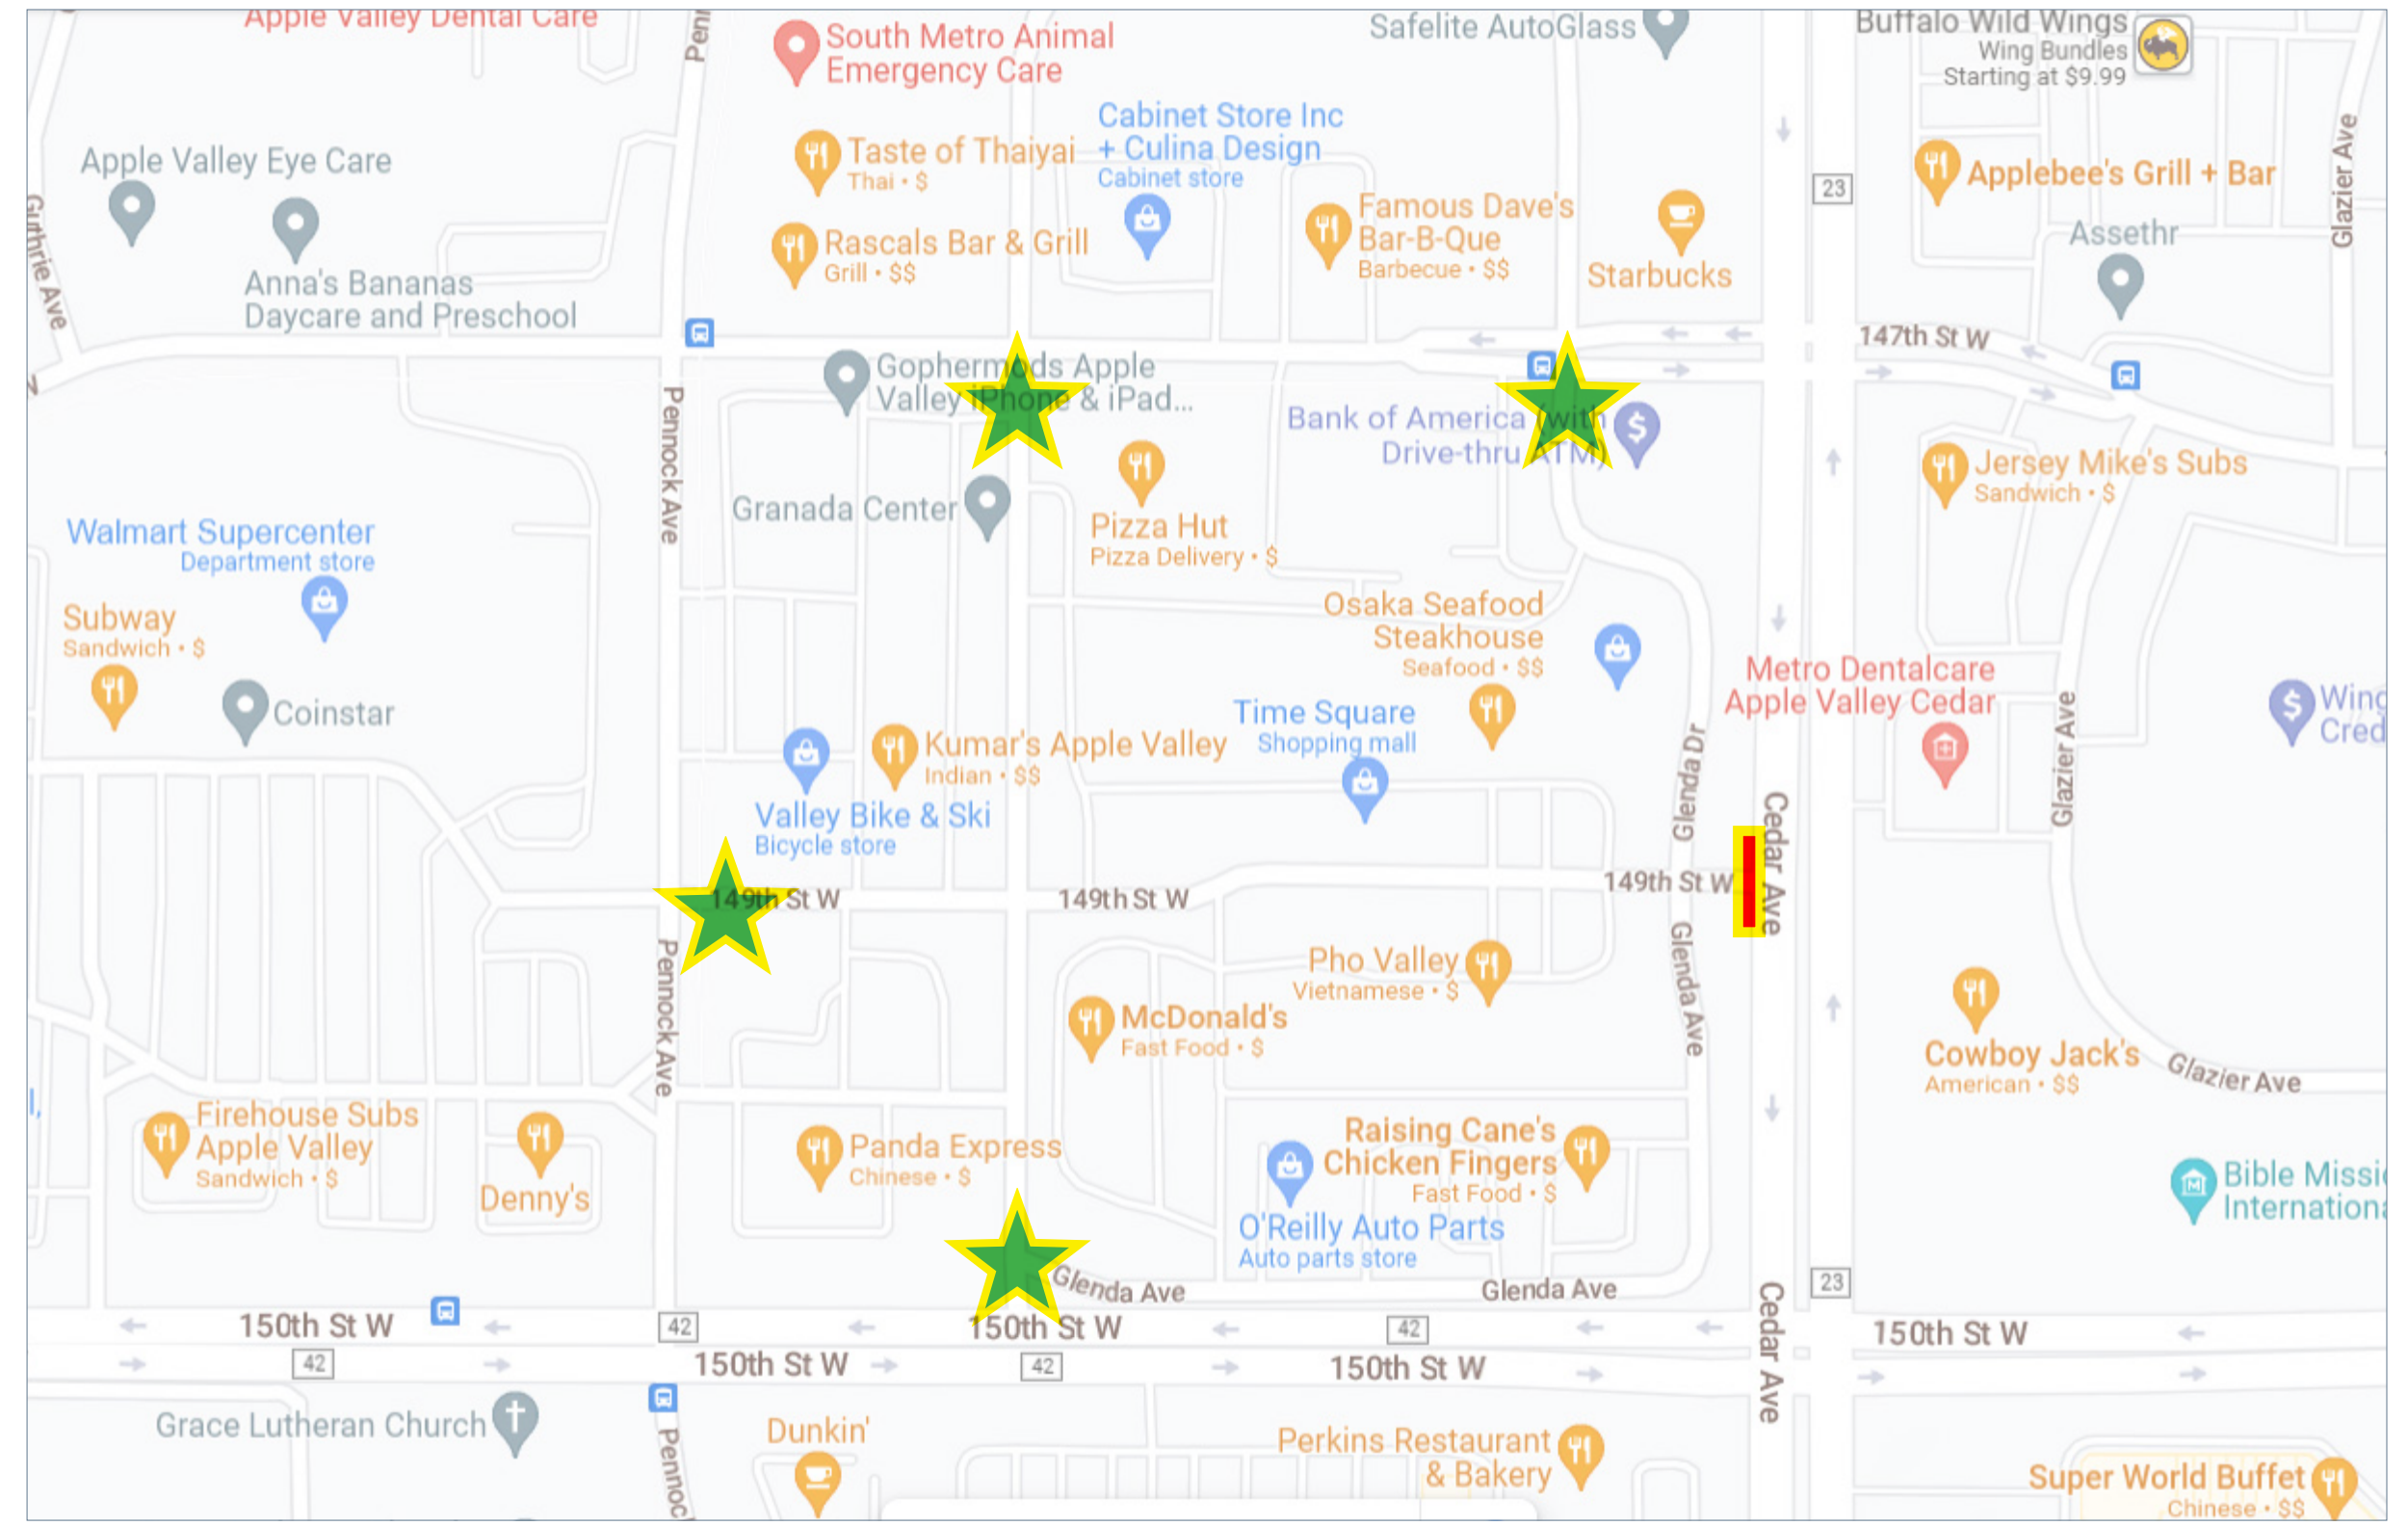 Apple Valley Dental Care
South Metro Animal
Emergency Care
Safelite AutoGlass
Buffalo Wild Wings
Wing Bundles
Starting at $9.99
Cabinet Store Inc
+ Culina Design
Cabinet store
Apple Valley Eye Care
Taste of Thaiyai
Thai • $
23
Applebee's Grill + Bar
Glazier Ave
Guthrie Ave
Anna's Bananas
Daycare and Preschool
Rascals Bar & Grill
Grill • $$
Famous Dave's
Bar-B-Que
Barbecue • $$
Starbucks
Assethr
147th St W
Gophermods Apple
Valley iPhone & iPad...
Pennock Ave
Bank of America (with
Drive-thru ATM)
Jersey Mike's Subs
Sandwich • $
Granada Center
Pizza Hut
Pizza Delivery • $
Walmart Supercenter
Department store
Subway
Sandwich • $
Coinstar
Osaka Seafood
Steakhouse
Seafood • $$
Time Square
Shopping mall
Metro Dentalcare
Apple Valley Cedar
Glazier Ave
Wing
Cred
Kumar's Apple Valley
Indian • $$
Valley Bike & Ski
Bicycle store
Glenda Dr
Cedar Ave
149th St W
149th St W
149th St W
Pennock Ave
Glenda Ave
Pho Valley
Vietnamese • $
McDonald's
Fast Food • $
Cowboy Jack's
American • $$
Glazier Ave
Firehouse Subs
Apple Valley
Sandwich • $
Denny's
Panda Express
Chinese • $
Raising Cane's
Chicken Fingers
Fast Food • $
O'Reilly Auto Parts
Auto parts store
Bible Missi
Internationa
Glenda Ave
Glenda Ave
23
Cedar Ave
150th St W
42
150th St W
42
150th St W
42
150th St W
42
150th St W
Grace Lutheran Church
Pennoc
Dunkin'
Perkins Restaurant
& Bakery
Super World Buffet
Chinese • $$